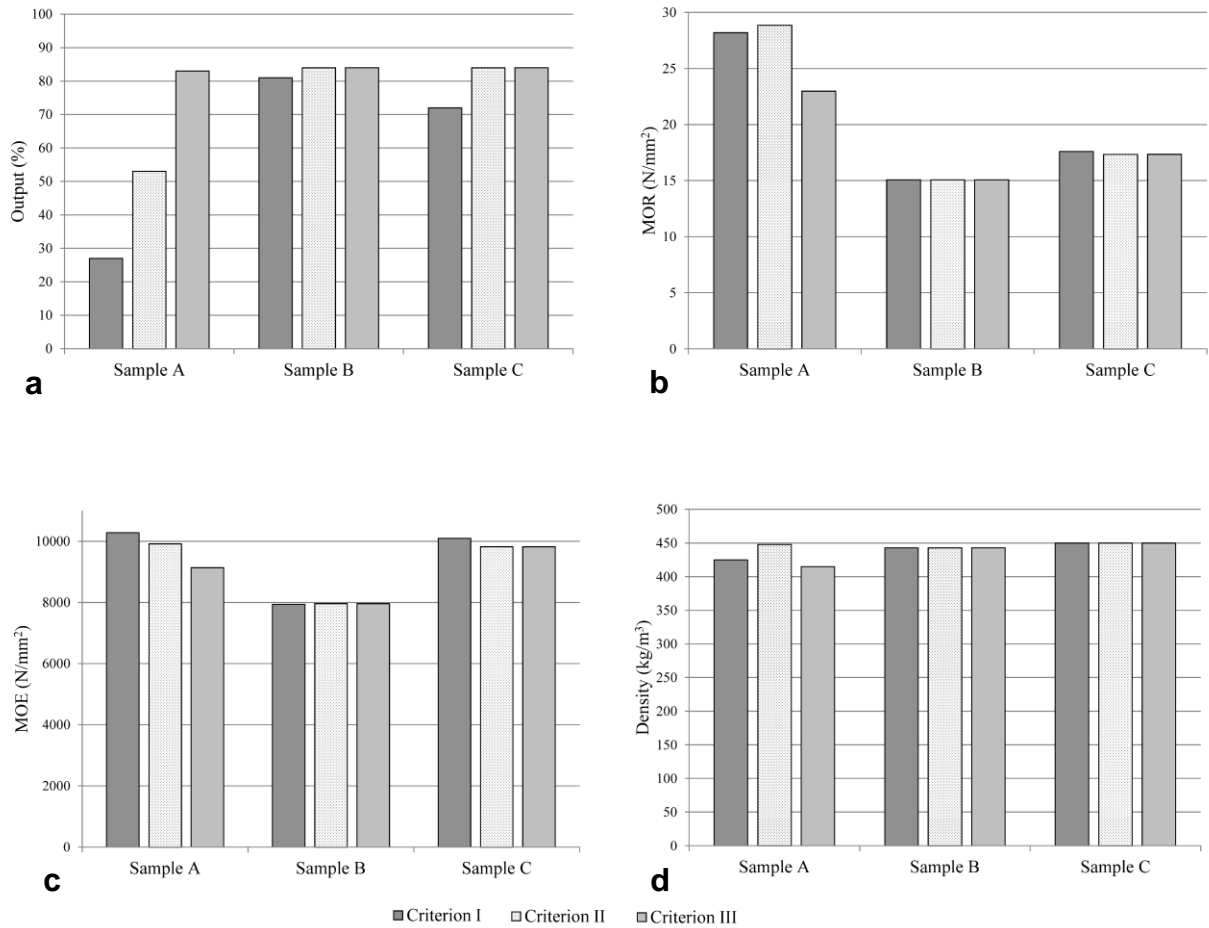 Output (%)
100
90
80
70
60
50
40
30
20
10
0
Sample A Sample B Sample C
a
MOR (N/mm²)
30
25
20
15
10
5
0
Sample A Sample B Sample C
b
MOE (N/mm²)
10000
8000
6000
4000
2000
0
Sample A Sample B Sample C
c
Density (kg/m³)
500
450
400
350
300
250
200
150
100
50
0
Sample A Sample B Sample C
d
Criterion I Criterion II Criterion III